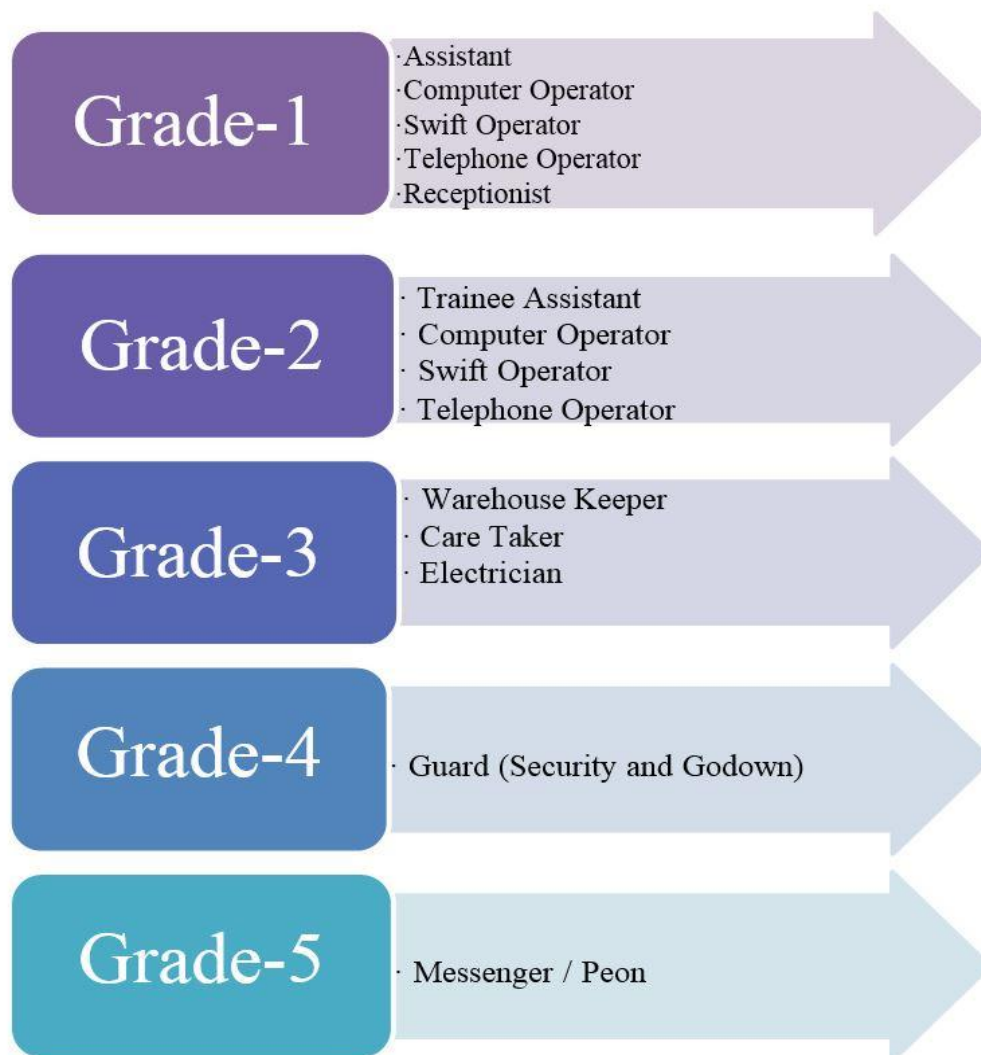 Grade-1
·Assistant
·Computer Operator
·Swift Operator
·Telephone Operator
·Receptionist
Grade-2
· Trainee Assistant
· Computer Operator
· Swift Operator
· Telephone Operator
Grade-3
· Warehouse Keeper
· Care Taker
· Electrician
Grade-4
· Guard (Security and Godown)
Grade-5
· Messenger / Peon